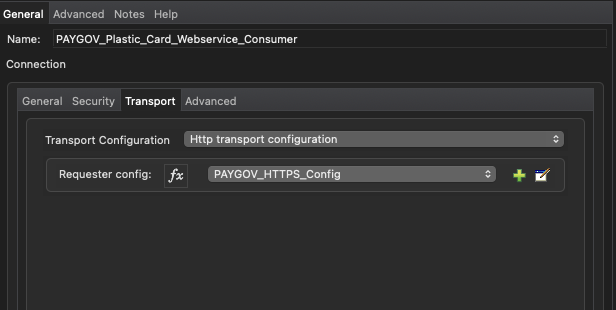 General Advanced Notes Help
Name: PAYGOV_Plastic_Card_Webservice_Consumer
Connection
General Security Transport Advanced
Transport Configuration Http transport configuration
Requester config: fx PAYGOV_HTTPS_Config